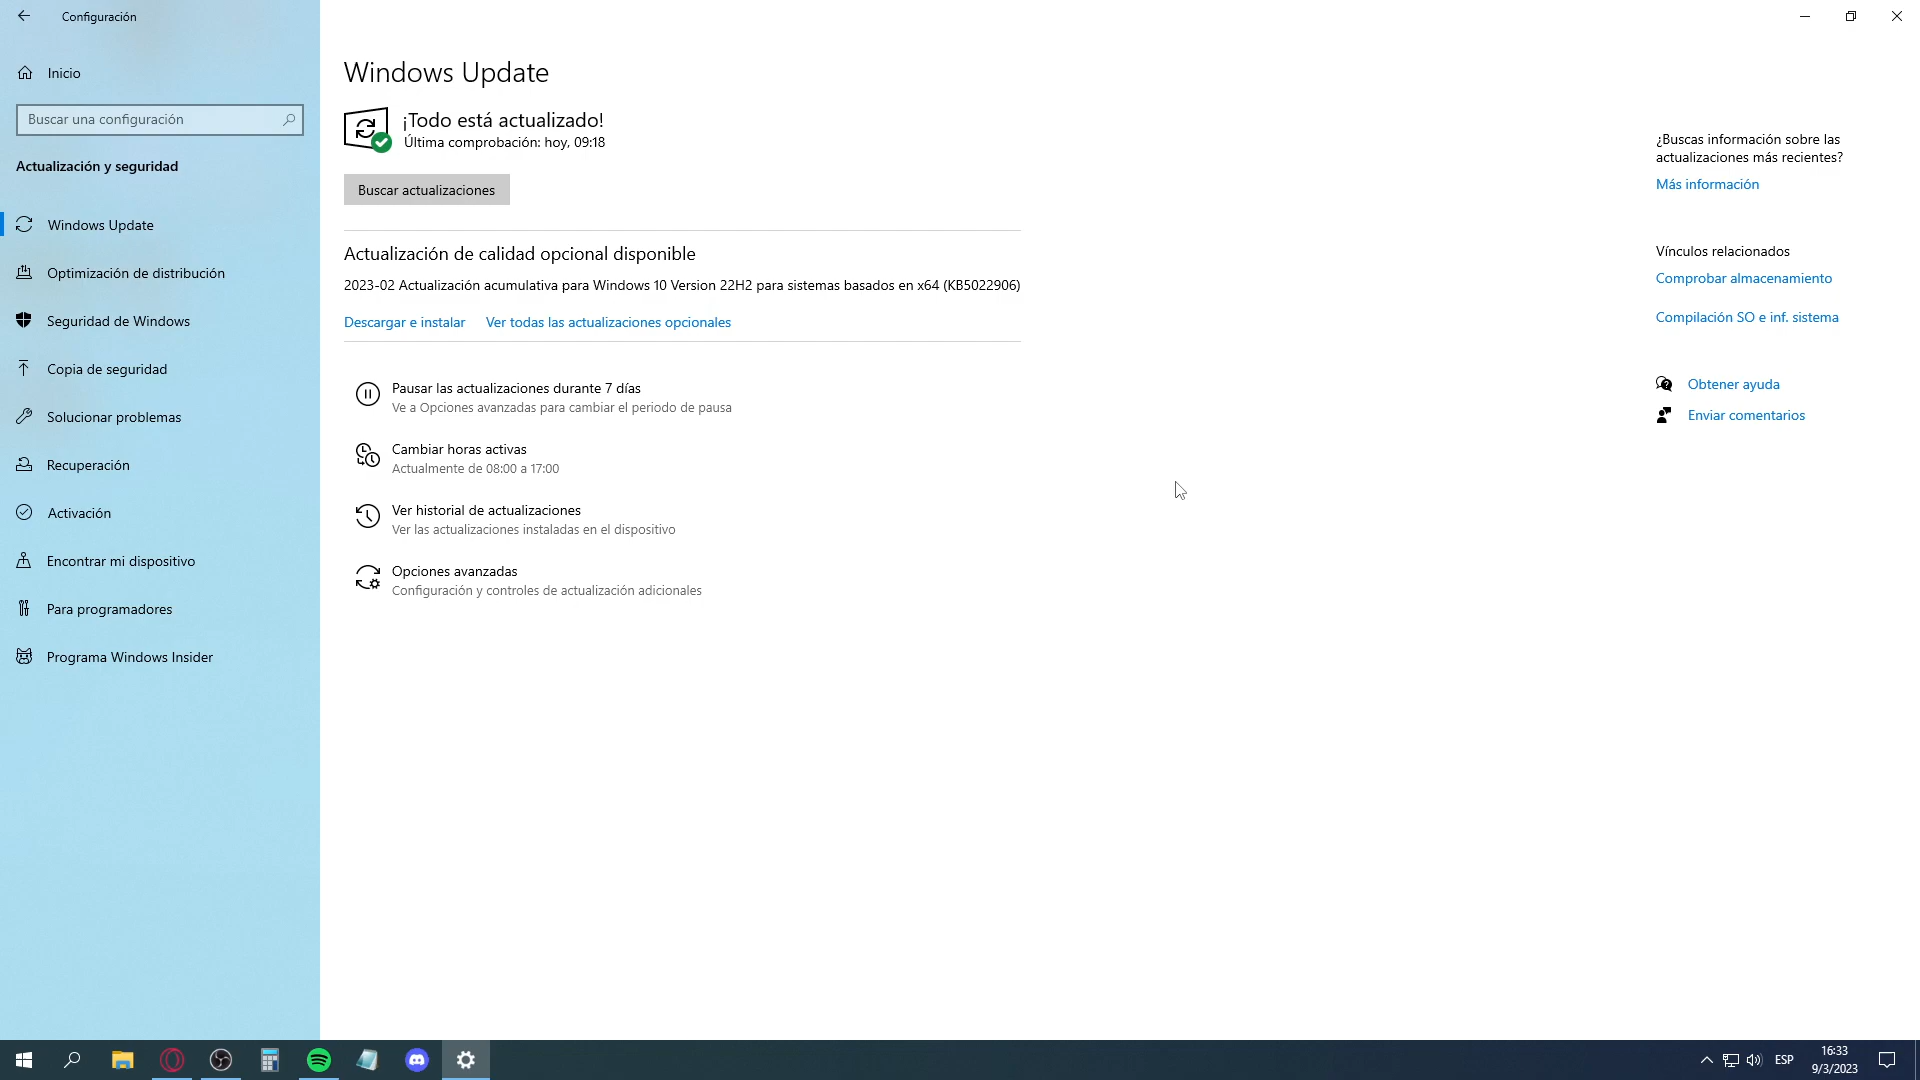 Configuración
Inicio
Buscar una configuración
Actualización y seguridad
Windows Update
Optimización de distribución
Seguridad de Windows
Copia de seguridad
Solucionar problemas
Recuperación
Activación
Encontrar mi dispositivo
Para programadores
Programa Windows Insider
Windows Update
¡Todo está actualizado!
Última comprobación: hoy, 09:18
Buscar actualizaciones
Actualización de calidad opcional disponible
2023-02 Actualización acumulativa para Windows 10 Version 22H2 para sistemas basados en x64 (KB5022906)
Descargar e instalar Ver todas las actualizaciones opcionales
Pausar las actualizaciones durante 7 días
Ve a Opciones avanzadas para cambiar el periodo de pausa
Cambiar horas activas
Actualmente de 08:00 a 17:00
Ver historial de actualizaciones
Ver las actualizaciones instaladas en el dispositivo
Opciones avanzadas
Configuración y controles de actualización adicionales
¿Buscas información sobre las
actualizaciones más recientes?
Más información
Vínculos relacionados
Comprobar almacenamiento
Compilación SO e inf. sistema
Obtener ayuda
Enviar comentarios
ESP
16:33
9/3/2023